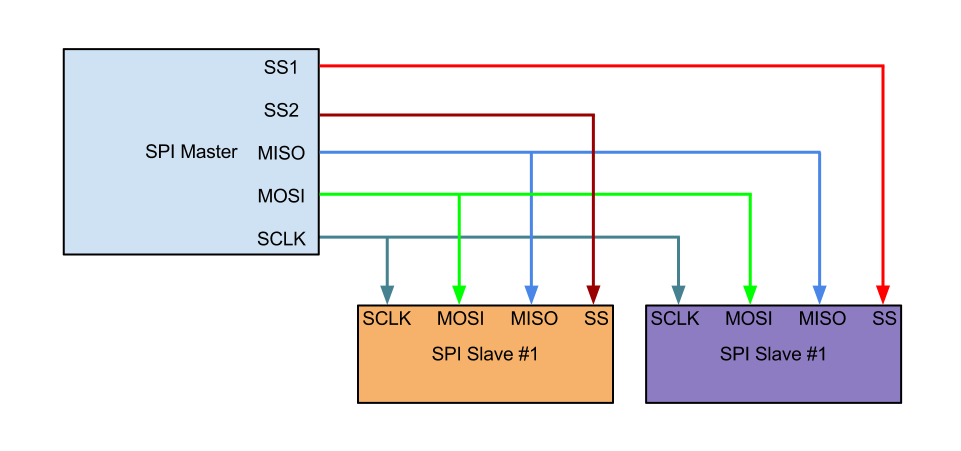 SS1
SS2
SPI Master
MISO
MOSI
SCLK
SCLK MOSI MISO SS
SPI Slave #1
SCLK MOSI MISO SS
SPI Slave #1